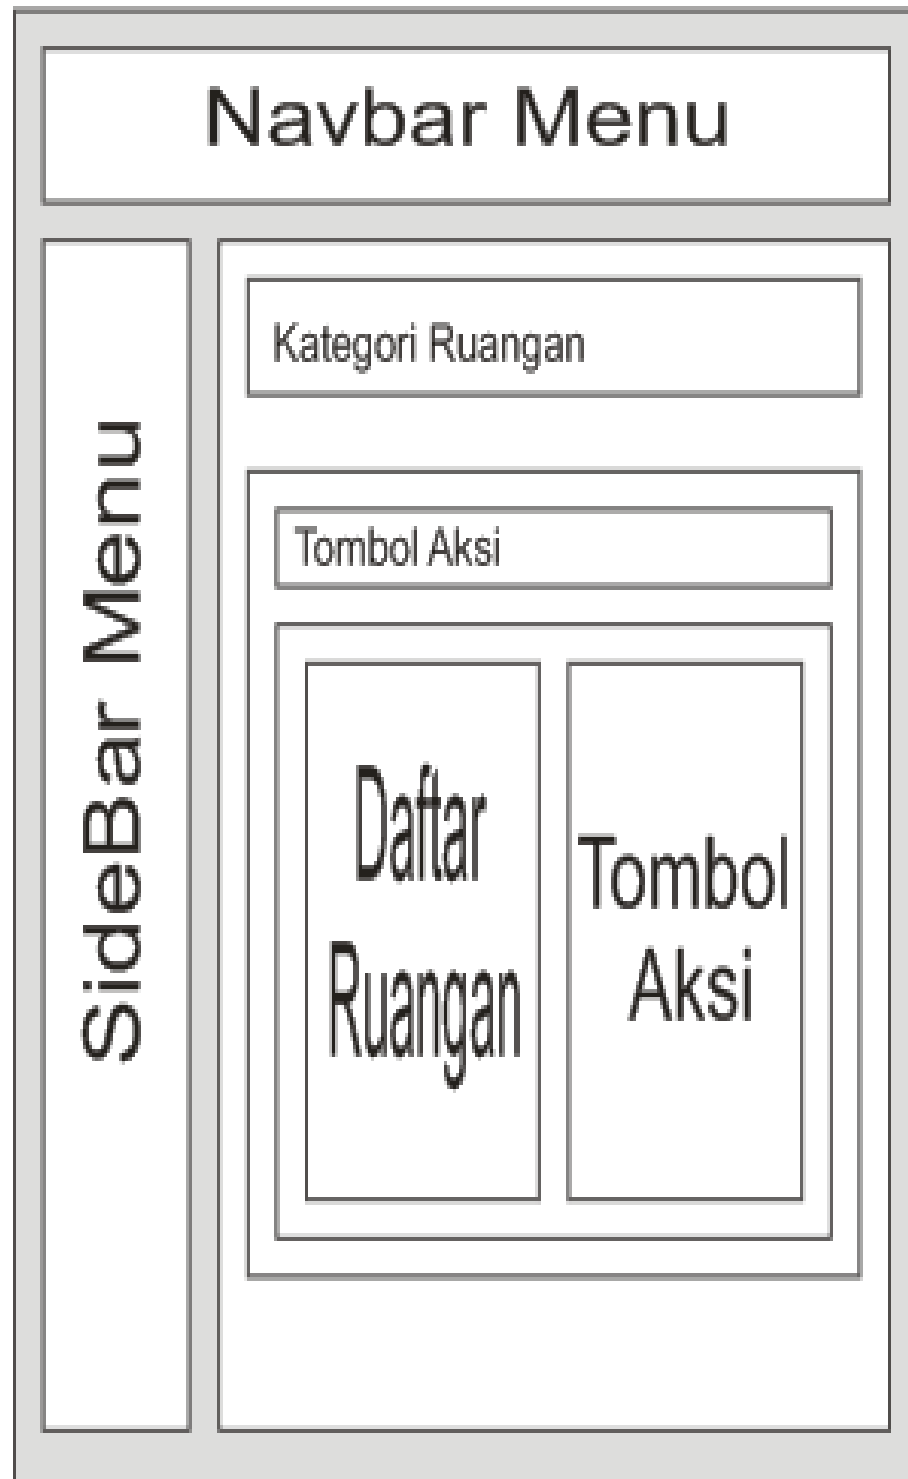 Navbar Menu
SideBar Menu
Kategori Ruangan
Tombol Aksi
Daftar
Ruangan
Tombol
Aksi